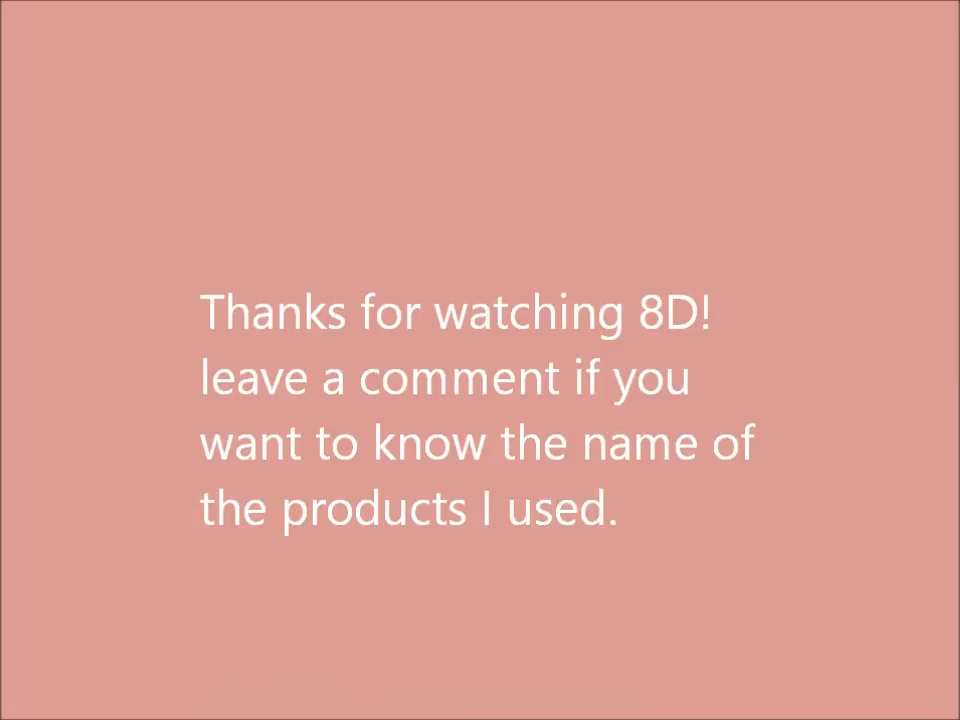 Thanks for watching 8D!
leave a comment if you
want to know the name of
the products I used.